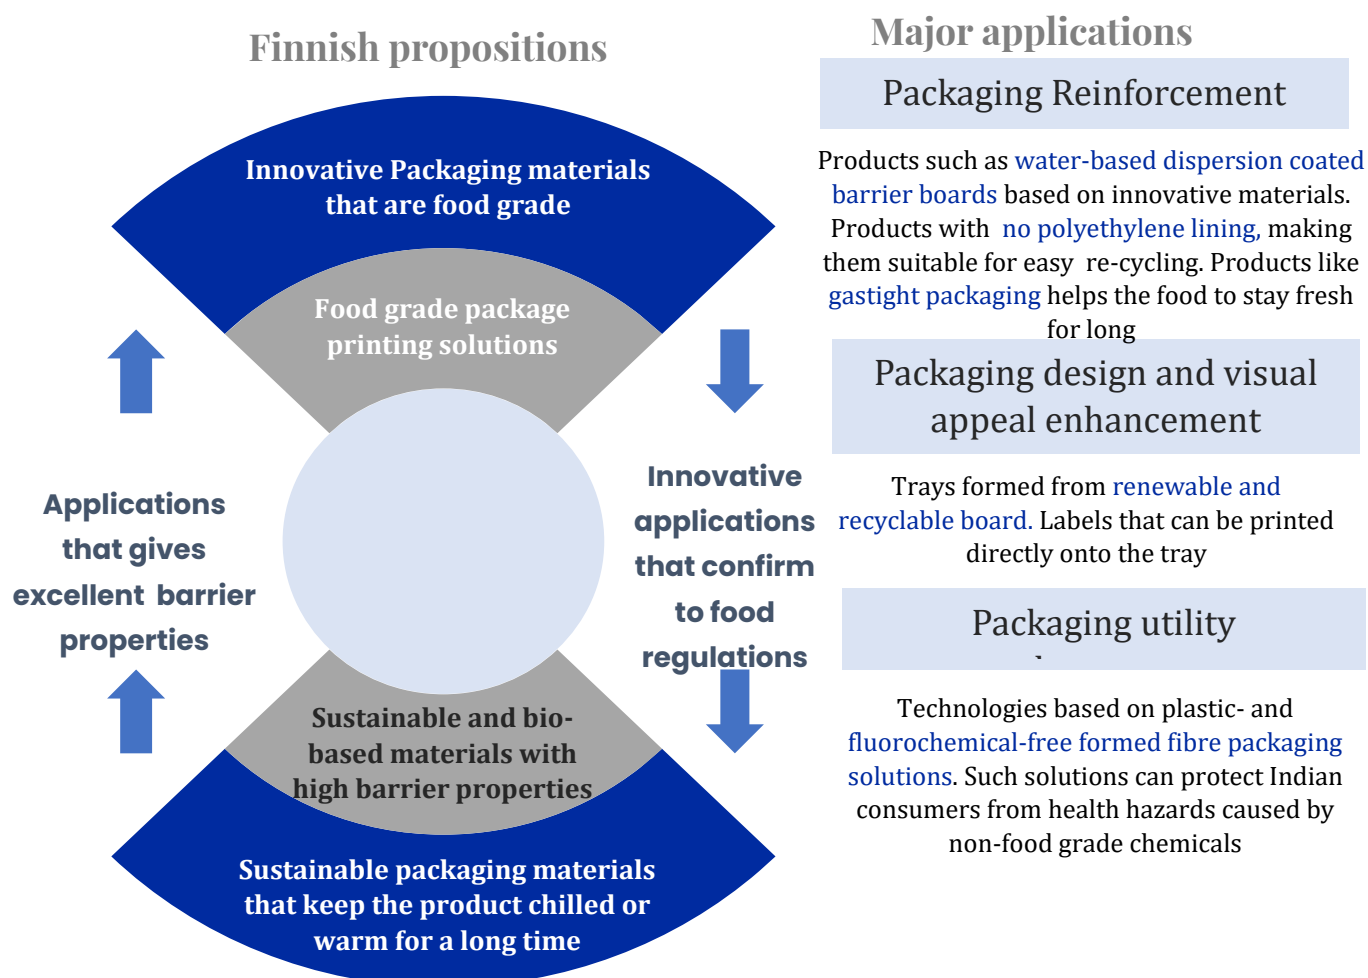 Finnish propositions
Innovative Packaging materials
that are food grade
Food grade package
printing solutions
Applications
that gives
excellent barrier
properties
Innovative
applications
that confirm
to food
regulations
Sustainable and bio-
based materials with
high barrier properties
Sustainable packaging materials
that keep the product chilled or
warm for a long time
Major applications
Packaging Reinforcement
Products such as water-based dispersion coated
barrier boards based on innovative materials.
Products with no polyethylene lining, making
them suitable for easy re-cycling. Products like
gastight packaging helps the food to stay fresh
for long
Packaging design and visual
appeal enhancement
Trays formed from renewable and
recyclable board. Labels that can be printed
directly onto the tray
Packaging utility
Technologies based on plastic- and
fluorochemical-free formed fibre packaging
solutions. Such solutions can protect Indian
consumers from health hazards caused by
non-food grade chemicals